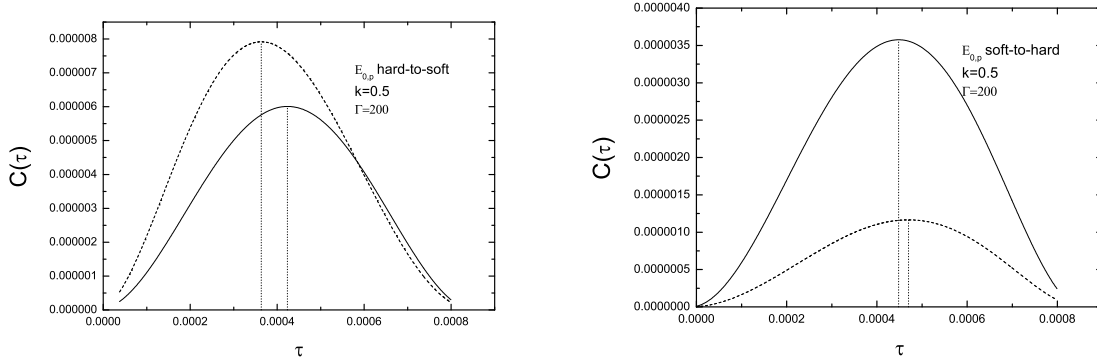 0.000008
0.000007
0.000006
0.000005
0.000004
0.000003
0.000002
0.000001
0.000000
C(τ)
E0,p hard-to-soft
k=0.5
Γ=200
0.0000 0.0002 0.0004 0.0006 0.0008
τ
0.0000040
0.0000035
0.0000030
0.0000025
0.0000020
0.0000015
0.0000010
0.0000005
0.0000000
C(τ)
E0,p soft-to-hard
k=0.5
Γ=200
0.0000 0.0002 0.0004 0.0006 0.0008
τ